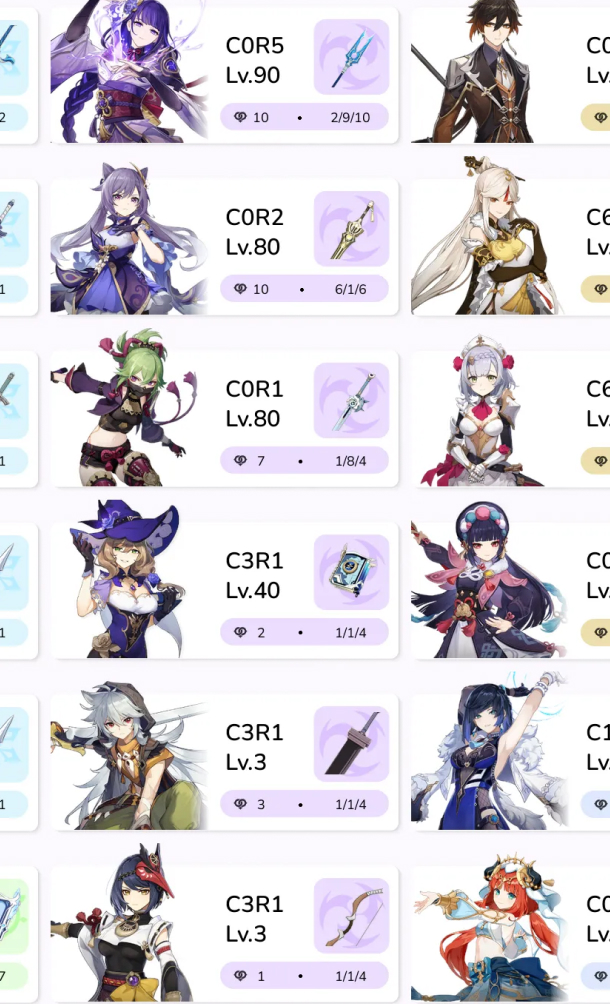 C0R5
Lv.90
2
10 • 2/9/10
C0
Lv.
C0R2
Lv.80
1
10 • 6/1/6
C6
Lv.
C0R1
Lv.80
1
7 • 1/8/4
C6
Lv.
C3R1
Lv.40
1
2 • 1/1/4
C0
Lv.
C3R1
Lv.3
1
3 • 1/1/4
C1
Lv.
C3R1
Lv.3
7
1 • 1/1/4
C0
Lv.